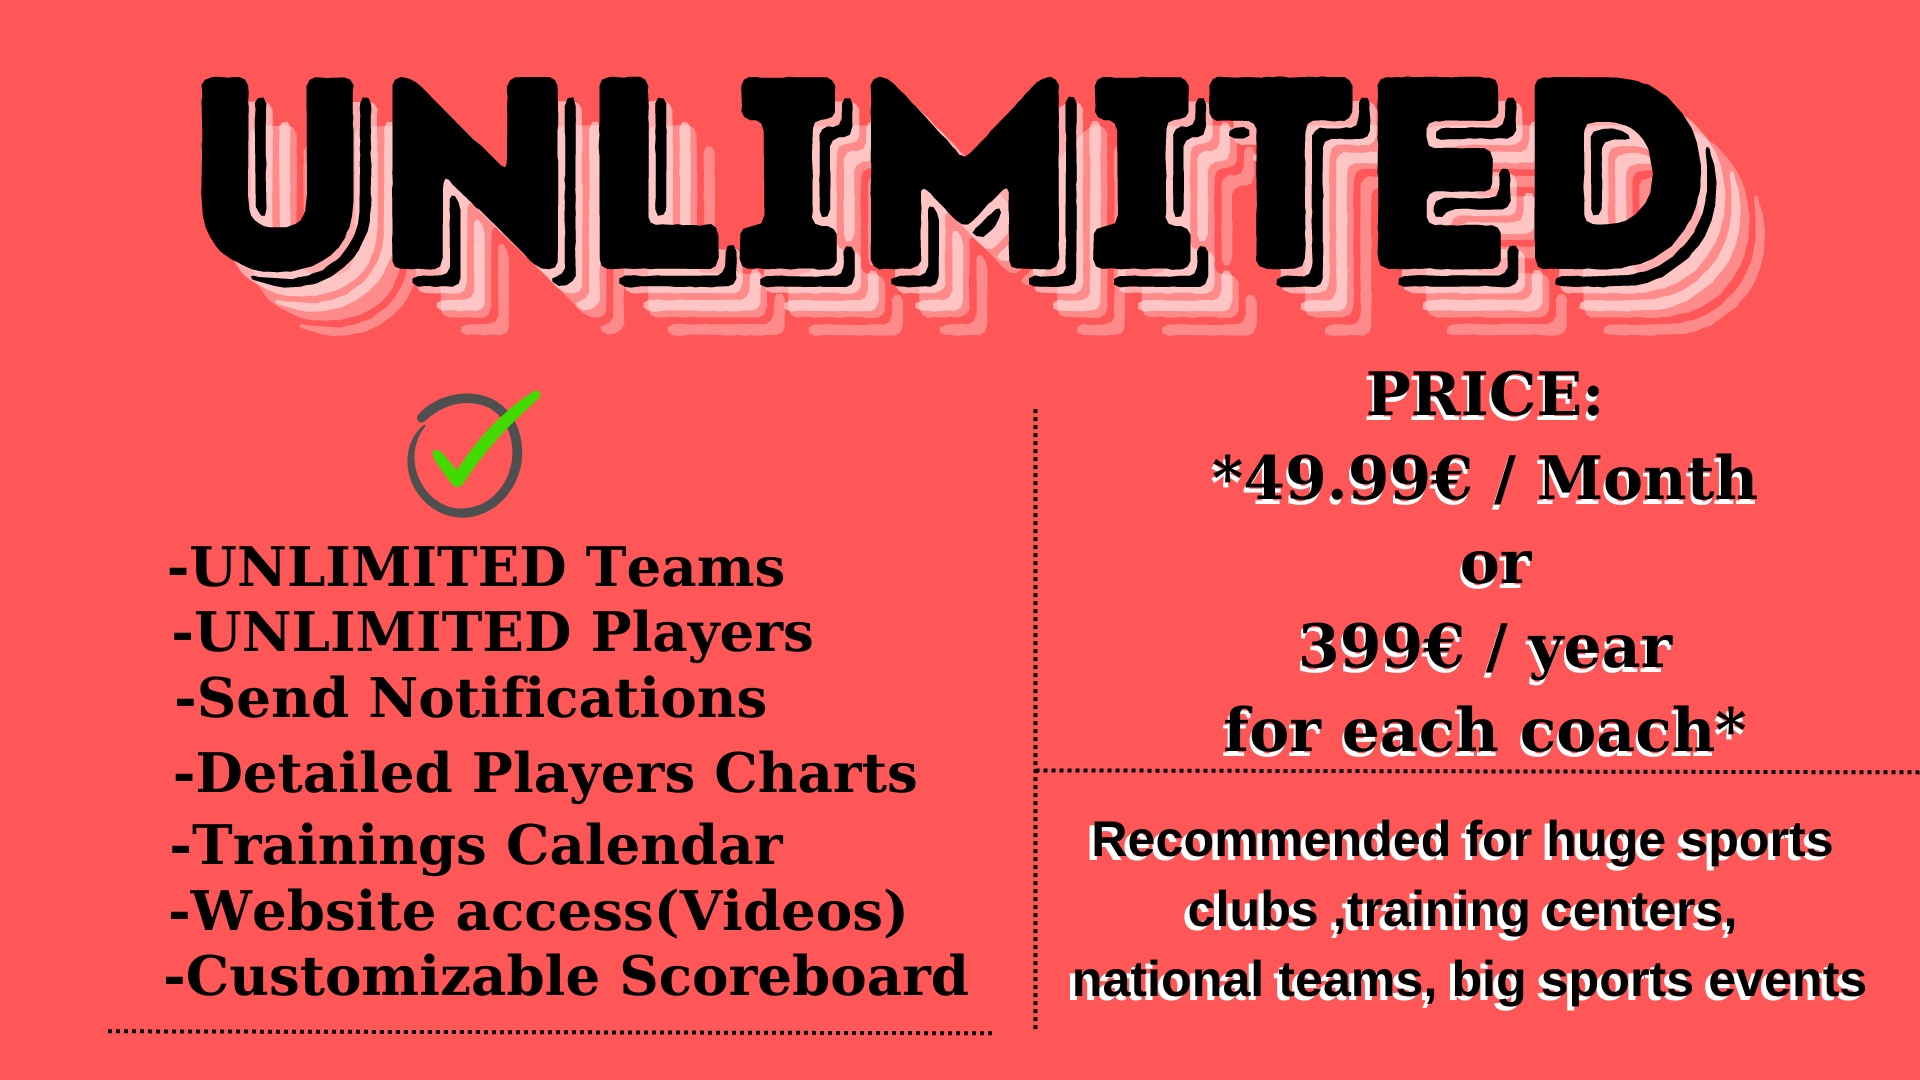 UNLIMITED
-UNLIMITED Teams
-UNLIMITED Players
-Send Notifications
-Detailed Players Charts
-Trainings Calendar
-Website access(Videos)
-Customizable Scoreboard
PRICE:
*49.99€ / Month
or
399€ / year
for each coach*
Recommended for huge sports
clubs ,training centers,
national teams, big sports events